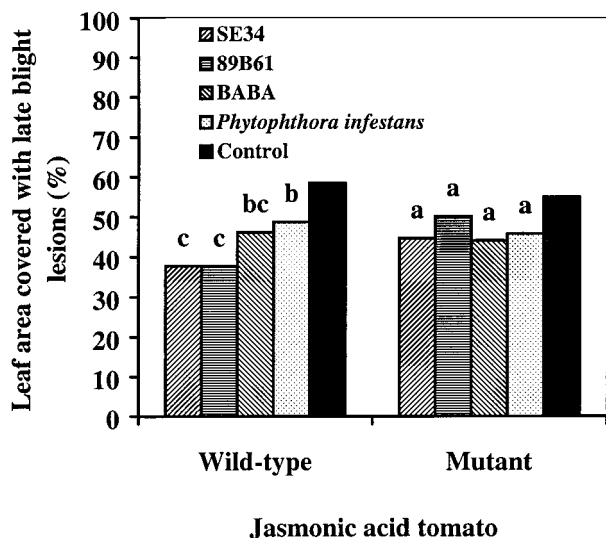 Leaf area covered with late blight
lesions (%)
100
90
80
70
60
50
40
30
20
10
0
SE34
89B61
BABA
Phytophthora infestans
Control
c
c
bc
b
a
a
a
a
Wild-type
Mutant
Jasmonic acid tomato